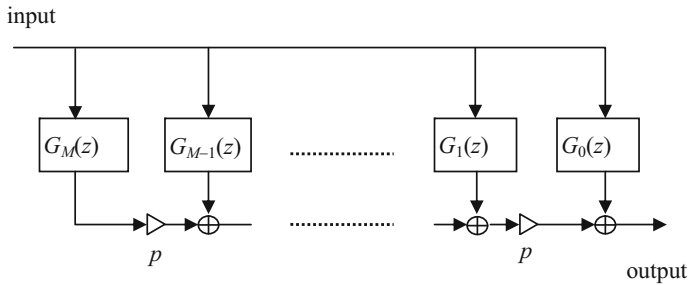 input
G_M(z)
G_{M−1}(z)
G_1(z)
G_0(z)
p
p
output